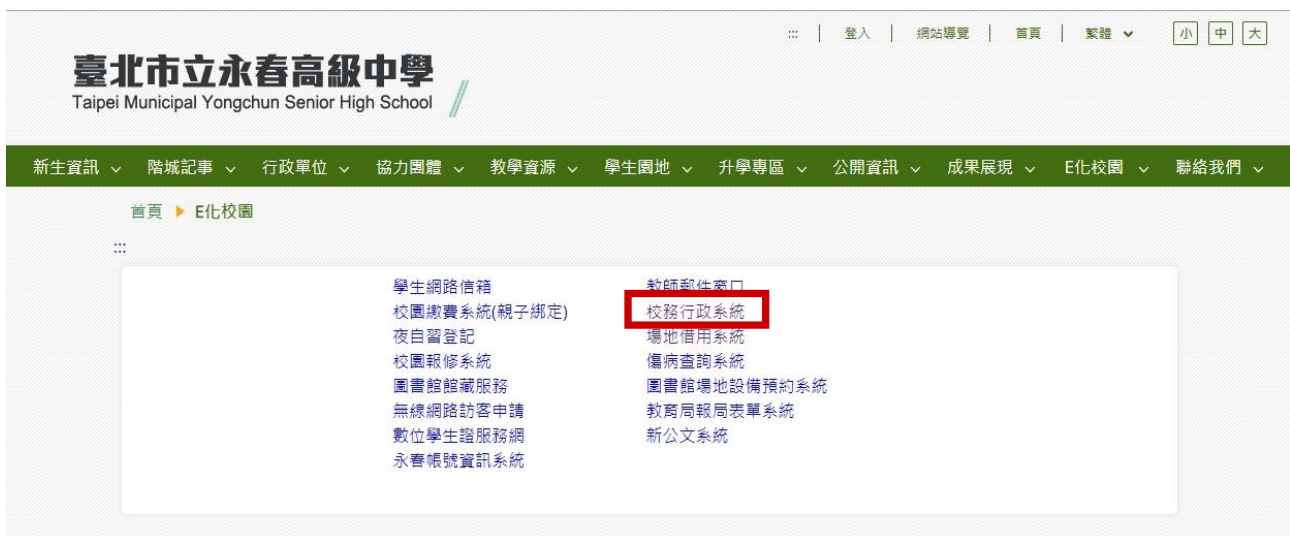 ::: | 登入 | 網站導覽 | 首頁 | 繁體 小 中 大
臺北市立永春高級中學
Taipei Municipal Yongchun Senior High School
新生資訊 階城記事 行政單位 協力團體 教學資源 學生園地 升學專區 公開資訊 成果展現 E化校園 聯絡我們
首頁 ▶ E化校園
:::
學生網路信箱 教師郵件窗口
校園繳費系統(親子綁定) 校務行政系統
夜自習登記 場地借用系統
校園報修系統 傷病查詢系統
圖書館館藏服務 圖書館場地設備預約系統
無線網路訪客申請 教育局報局表單系統
數位學生證服務網 新公文系統
永春帳號資訊系統